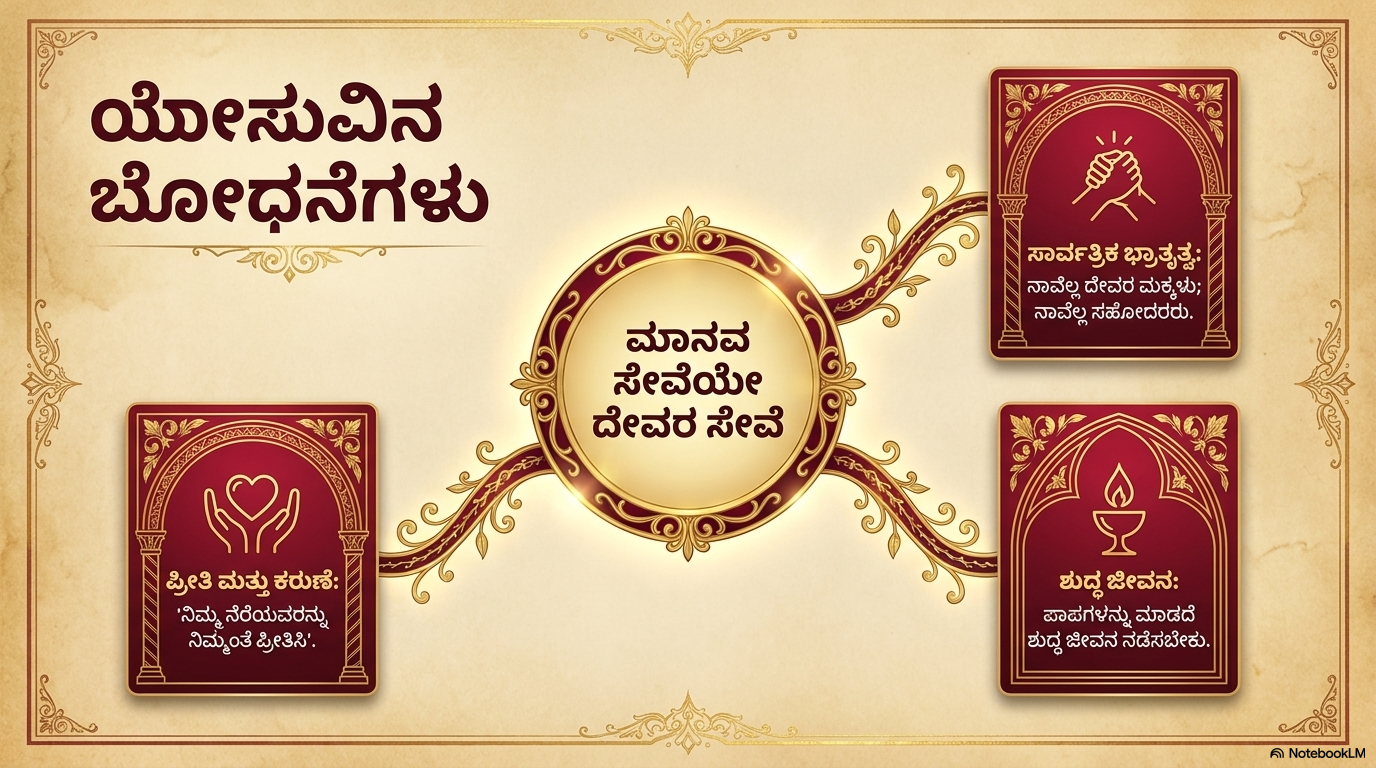 ಯೋಸುವಿನ
ಬೋಧನೆಗಳು
ಮಾನವ
ಸೇವೆಯೇ
ದೇವರ ಸೇವೆ
ಸಾರ್ವತ್ರಿಕ ಭ್ರಾತೃತ್ವ:
ನಾವೆಲ್ಲ ದೇವರ ಮಕ್ಕಳು;
ನಾವೆಲ್ಲ ಸಹೋದರರು.
ಪ್ರೀತಿ ಮತ್ತು ಕರುಣೆ:
'ನಿಮ್ಮ ನೆರೆಯವರನ್ನು
ನಿಮ್ಮಂತೆ ಪ್ರೀತಿಸಿ'.
ಶುದ್ಧ ಜೀವನ:
ಪಾಪಗಳನ್ನು ಮಾಡದೆ
ಶುದ್ಧ ಜೀವನ ನಡೆಸಬೇಕು.
NotebookLM